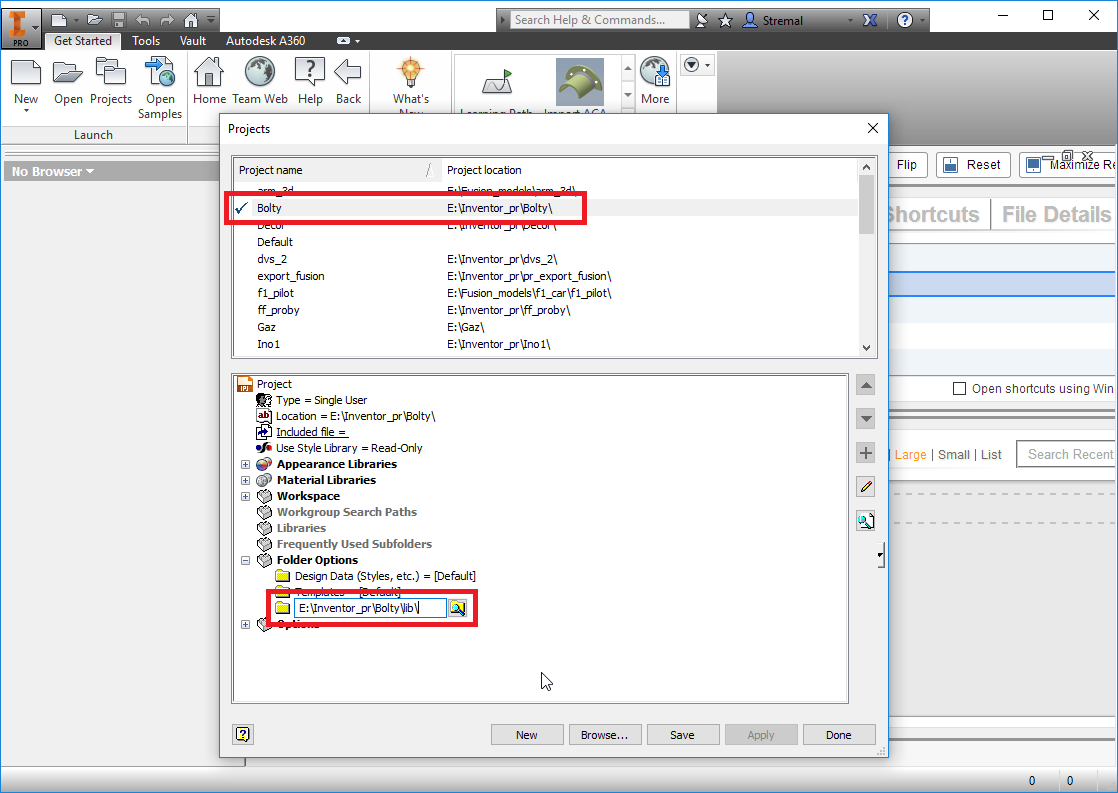 PRO
Search Help & Commands...
Stremal
Get Started
Tools
Vault
Autodesk A360
New
Open
Projects
Open Samples
Home
Team Web
Help
Back
What's New
Learning Path
Import ACA
More
Launch
No Browser
Projects
Project name
Project location
arm_3d
E:\Fusion_models\arm_3d\
Bolty
E:\Inventor_pr\Bolty\
Decor
E:\Inventor_pr\Decor\
Default
dvs_2
E:\Inventor_pr\dvs_2\
export_fusion
E:\Inventor_pr\pr_export_fusion\
f1_pilot
E:\Fusion_models\f1_car\f1_pilot\
ff_proby
E:\Inventor_pr\ff_proby\
Gaz
E:\Gaz\
Ino1
E:\Inventor_pr\Ino1\
IPJ
Project
Type = Single User
Location = E:\Inventor_pr\Bolty\
Included file =
Use Style Library = Read-Only
Appearance Libraries
Material Libraries
Workspace
Workgroup Search Paths
Libraries
Frequently Used Subfolders
Folder Options
Design Data (Styles, etc.) = [Default]
Templates = [Default]
E:\Inventor_pr\Bolty\lib\
Options
New
Browse...
Save
Apply
Done
Flip
Reset
Maximize Re
Shortcuts
File Details
Open shortcuts using Win
| Large | Small | List
Search Recent
0
0